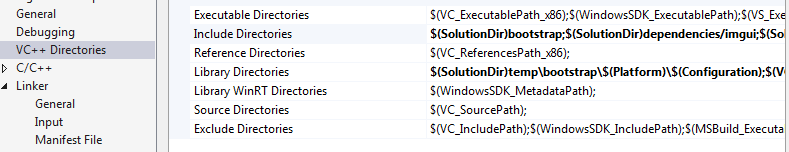 General
Debugging
VC++ Directories
C/C++
Linker
General
Input
Manifest File
Executable Directories $(VC_ExecutablePath_x86);$(WindowsSDK_ExecutablePath);$(VS_Exe
Include Directories $(SolutionDir)bootstrap;$(SolutionDir)dependencies/imgui;$(Sol
Reference Directories $(VC_ReferencesPath_x86);
Library Directories $(SolutionDir)temp\bootstrap\$(Platform)\$(Configuration);$(V
Library WinRT Directories $(WindowsSDK_MetadataPath);
Source Directories $(VC_SourcePath);
Exclude Directories $(VC_IncludePath);$(WindowsSDK_IncludePath);$(MSBuild_Executa